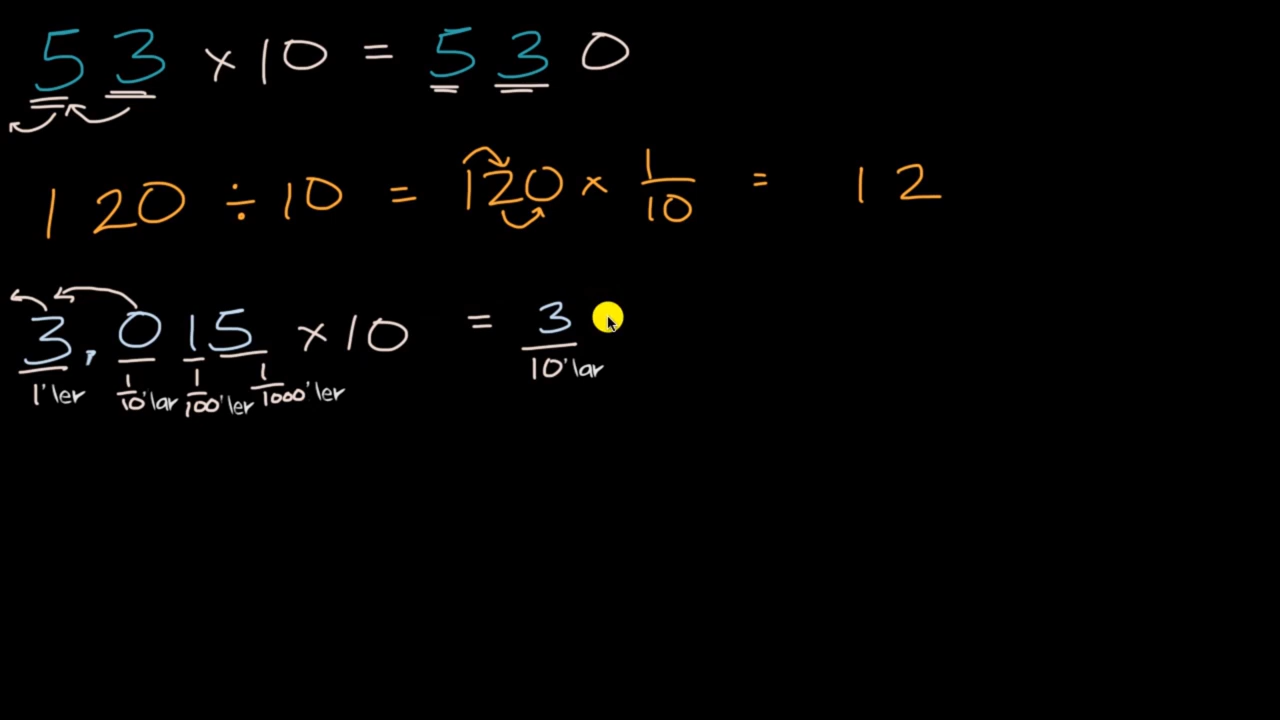 53 × 10 = 530
120 ÷ 10 = 120 × 1/10 = 12
3,015 × 10 = 3
1'ler 1/10'lar 1/100'ler 1/1000'ler 10'lar